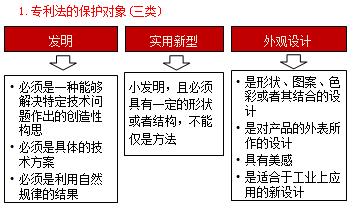 1.专利法的保护对象(三类)
发明
• 必须是一种能够
解决特定技术问
题作出的创造性
构思
• 必须是具体的技
术方案
• 必须是利用自然
规律的结果
实用新型
小发明，且必须
具有一定的形状
或者结构，不能
仅是方法
外观设计
• 是形状、图案、色
彩或者其结合的设
计
• 是对产品的外表所
作的设计
• 具有美感
• 是适合于工业上应
用的新设计